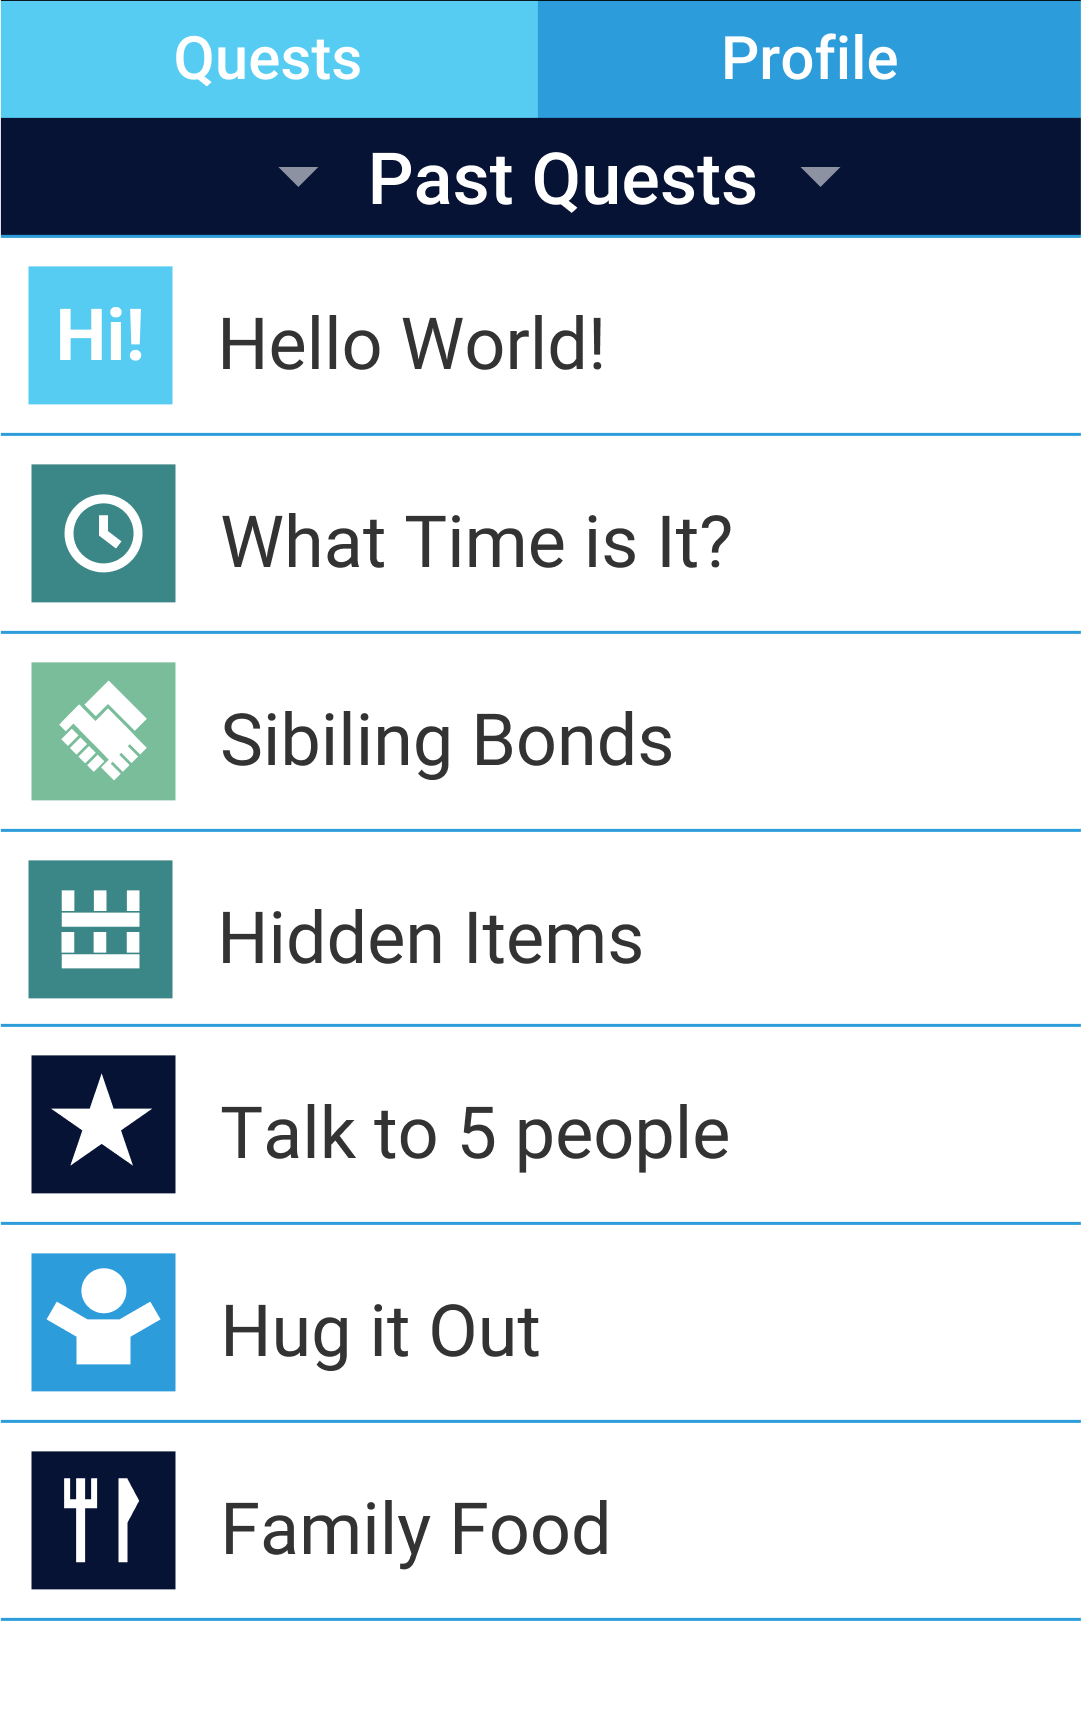 Quests
Profile
Past Quests
Hi!
Hello World!
What Time is It?
Sibiling Bonds
Hidden Items
Talk to 5 people
Hug it Out
Family Food